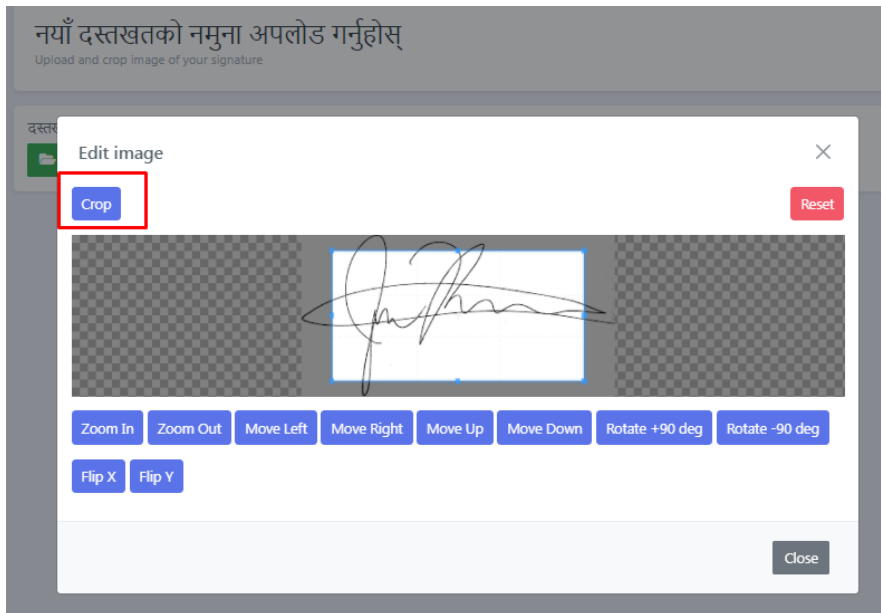 नयाँ दस्तखतको नमुना अपलोड गर्नुहोस्
Upload and crop image of your signature
Edit image
Crop
Reset
Zoom In
Zoom Out
Move Left
Move Right
Move Up
Move Down
Rotate +90 deg
Rotate -90 deg
Flip X
Flip Y
Close